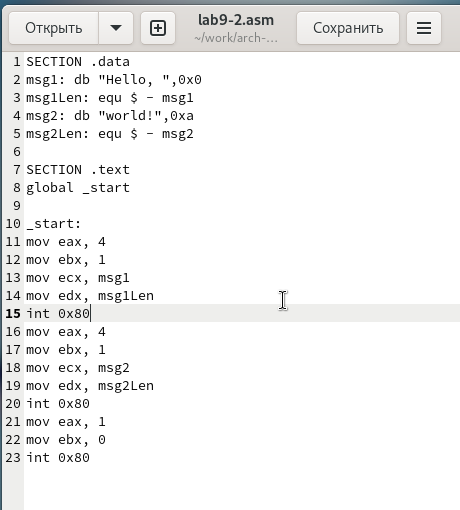 Открыть
lab9-2.asm
~/work/arch-...
Сохранить
1 SECTION .data
2 msg1: db "Hello, ",0x0
3 msg1Len: equ $ - msg1
4 msg2: db "world!",0xa
5 msg2Len: equ $ - msg2
6
7 SECTION .text
8 global _start
9
10 _start:
11 mov eax, 4
12 mov ebx, 1
13 mov ecx, msg1
14 mov edx, msg1Len
15 int 0x80
16 mov eax, 4
17 mov ebx, 1
18 mov ecx, msg2
19 mov edx, msg2Len
20 int 0x80
21 mov eax, 1
22 mov ebx, 0
23 int 0x80